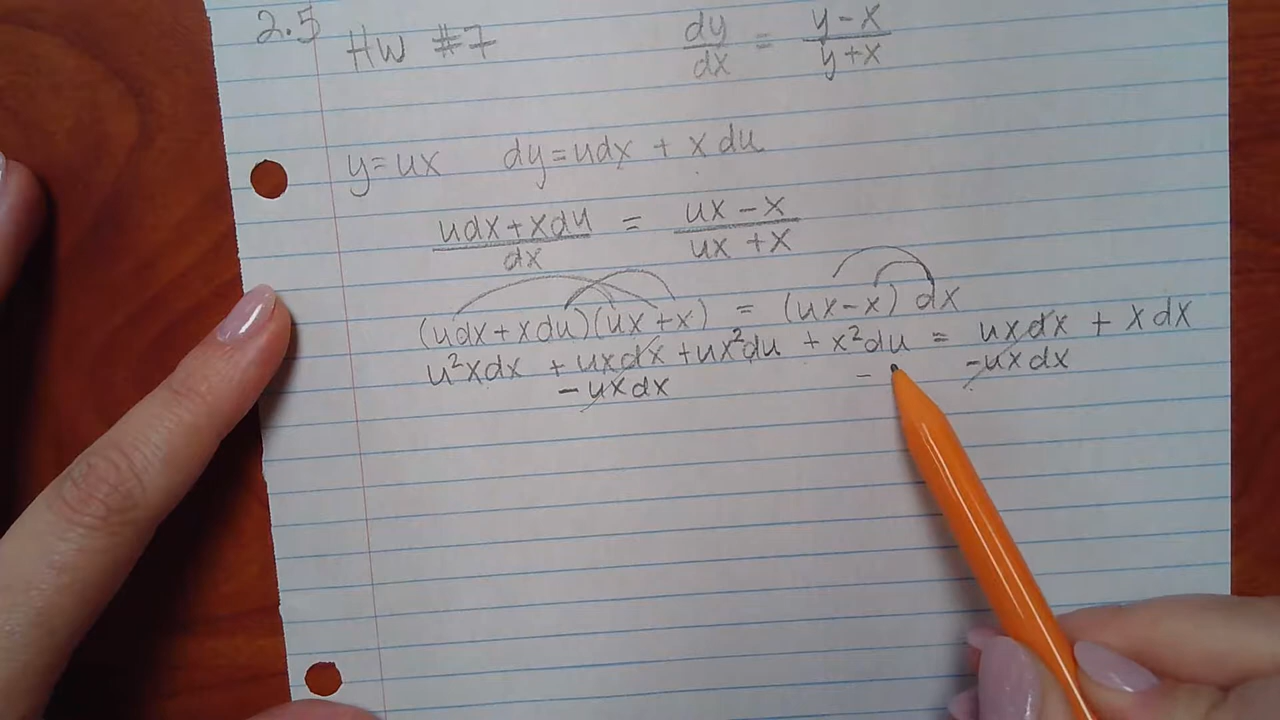 2.5 HW #7 dy/dx = y-x/y+x
y=ux dy=udx + x du
udx+xdu/dx = ux-x/ux+x
(udx+xdu)(ux+x) = (ux-x) dx
u²xdx + uxdx + ux²du + x²du = uxdx + xdx
-uxdx - -uxdx